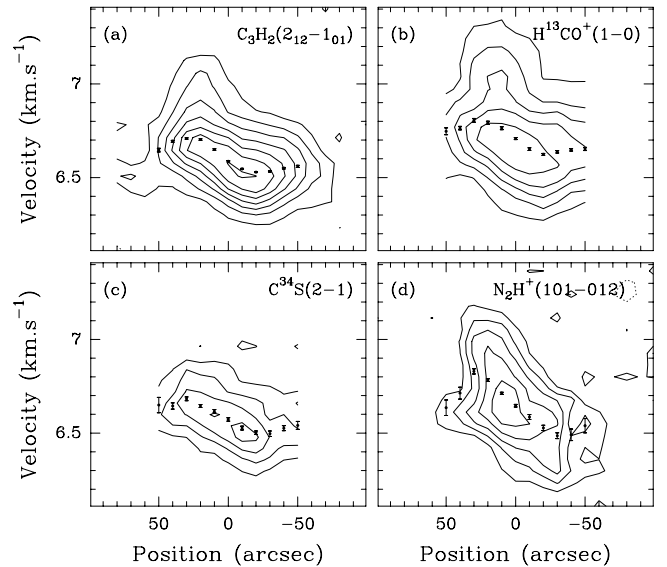 (a) C₃H₂(2₁₂−1₀₁)
(b) H¹³CO⁺(1−0)
7
6.5
Velocity (km.s⁻¹)
(c) C³⁴S(2−1)
(d) N₂H⁺(101−012)
7
6.5
Velocity (km.s⁻¹)
50 0 −50
50 0 −50
Position (arcsec)
Position (arcsec)